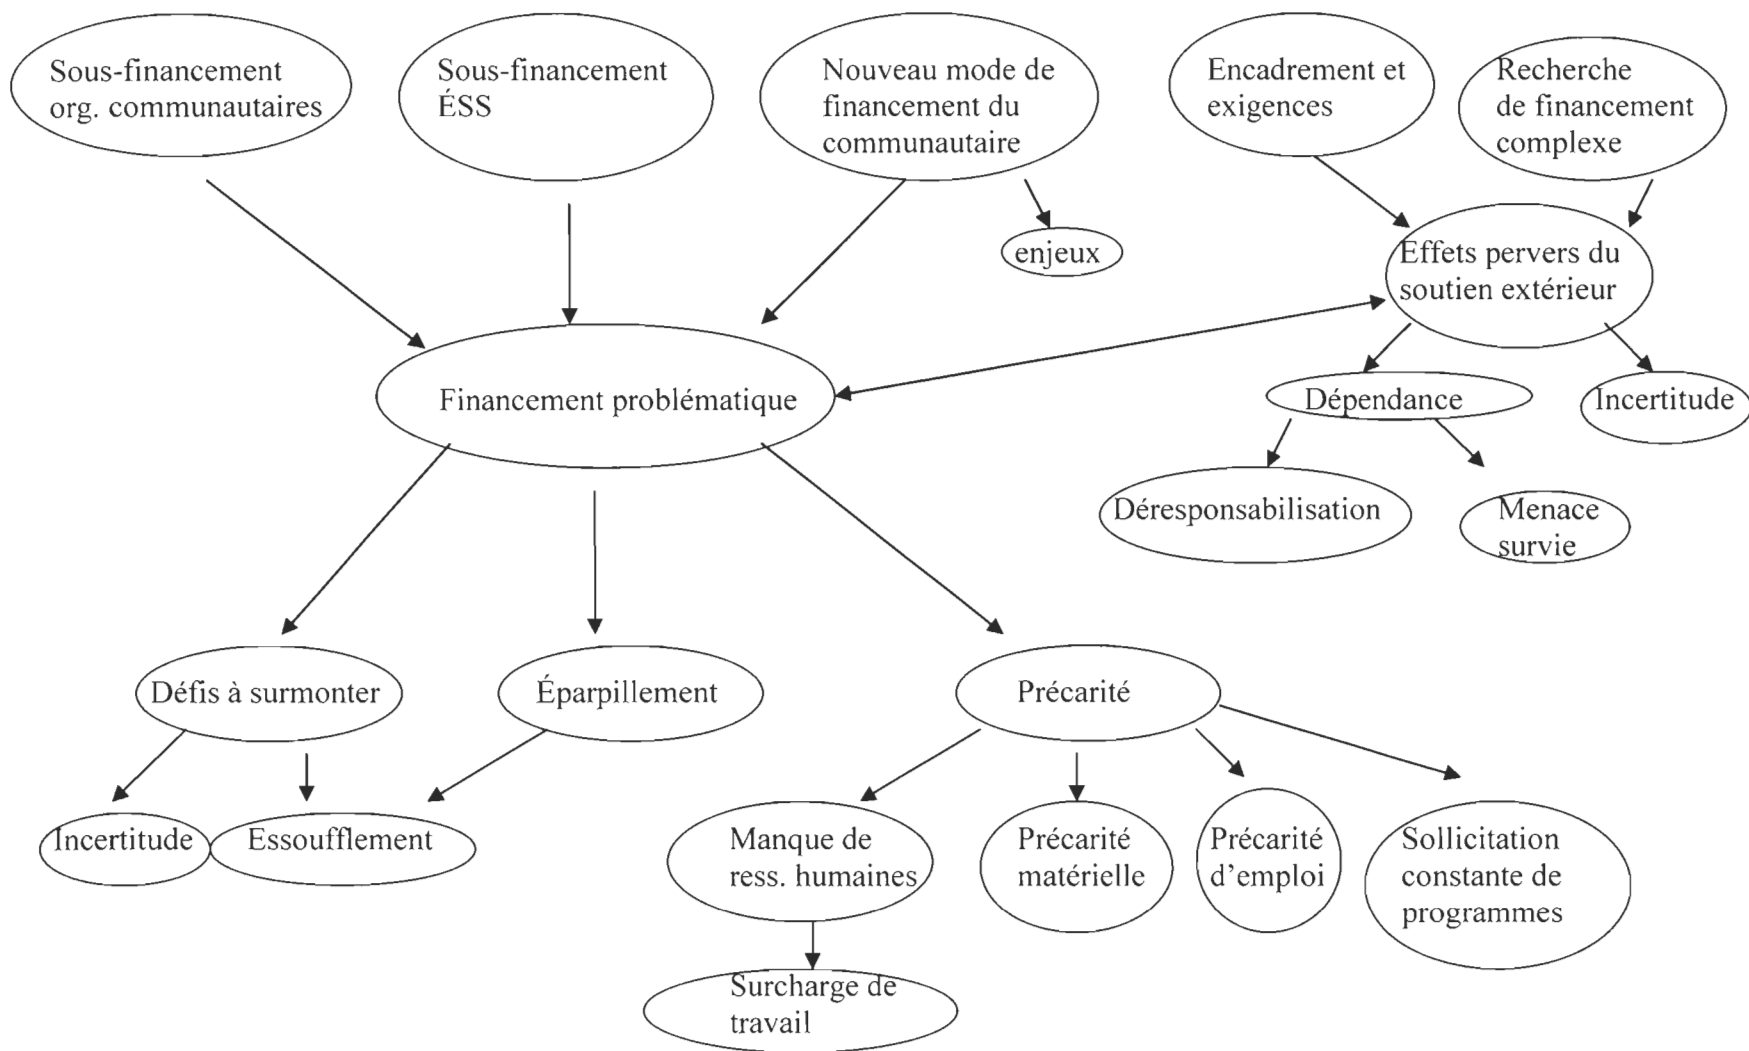 Sous-financement
org. communautaires
Sous-financement
ÉSS
Nouveau mode de
financement du
communautaire
Encadrement et
exigences
Recherche
de financement
complexe
enjeux
Effets pervers du
soutien extérieur
Financement problématique
Dépendance
Incertitude
Déresponsabilisation
Menace
survie
Défis à surmonter
Éparpillement
Précarité
Incertitude
Essoufflement
Manque de
ress. humaines
Précarité
matérielle
Précarité
d'emploi
Sollicitation
constante de
programmes
Surcharge de
travail